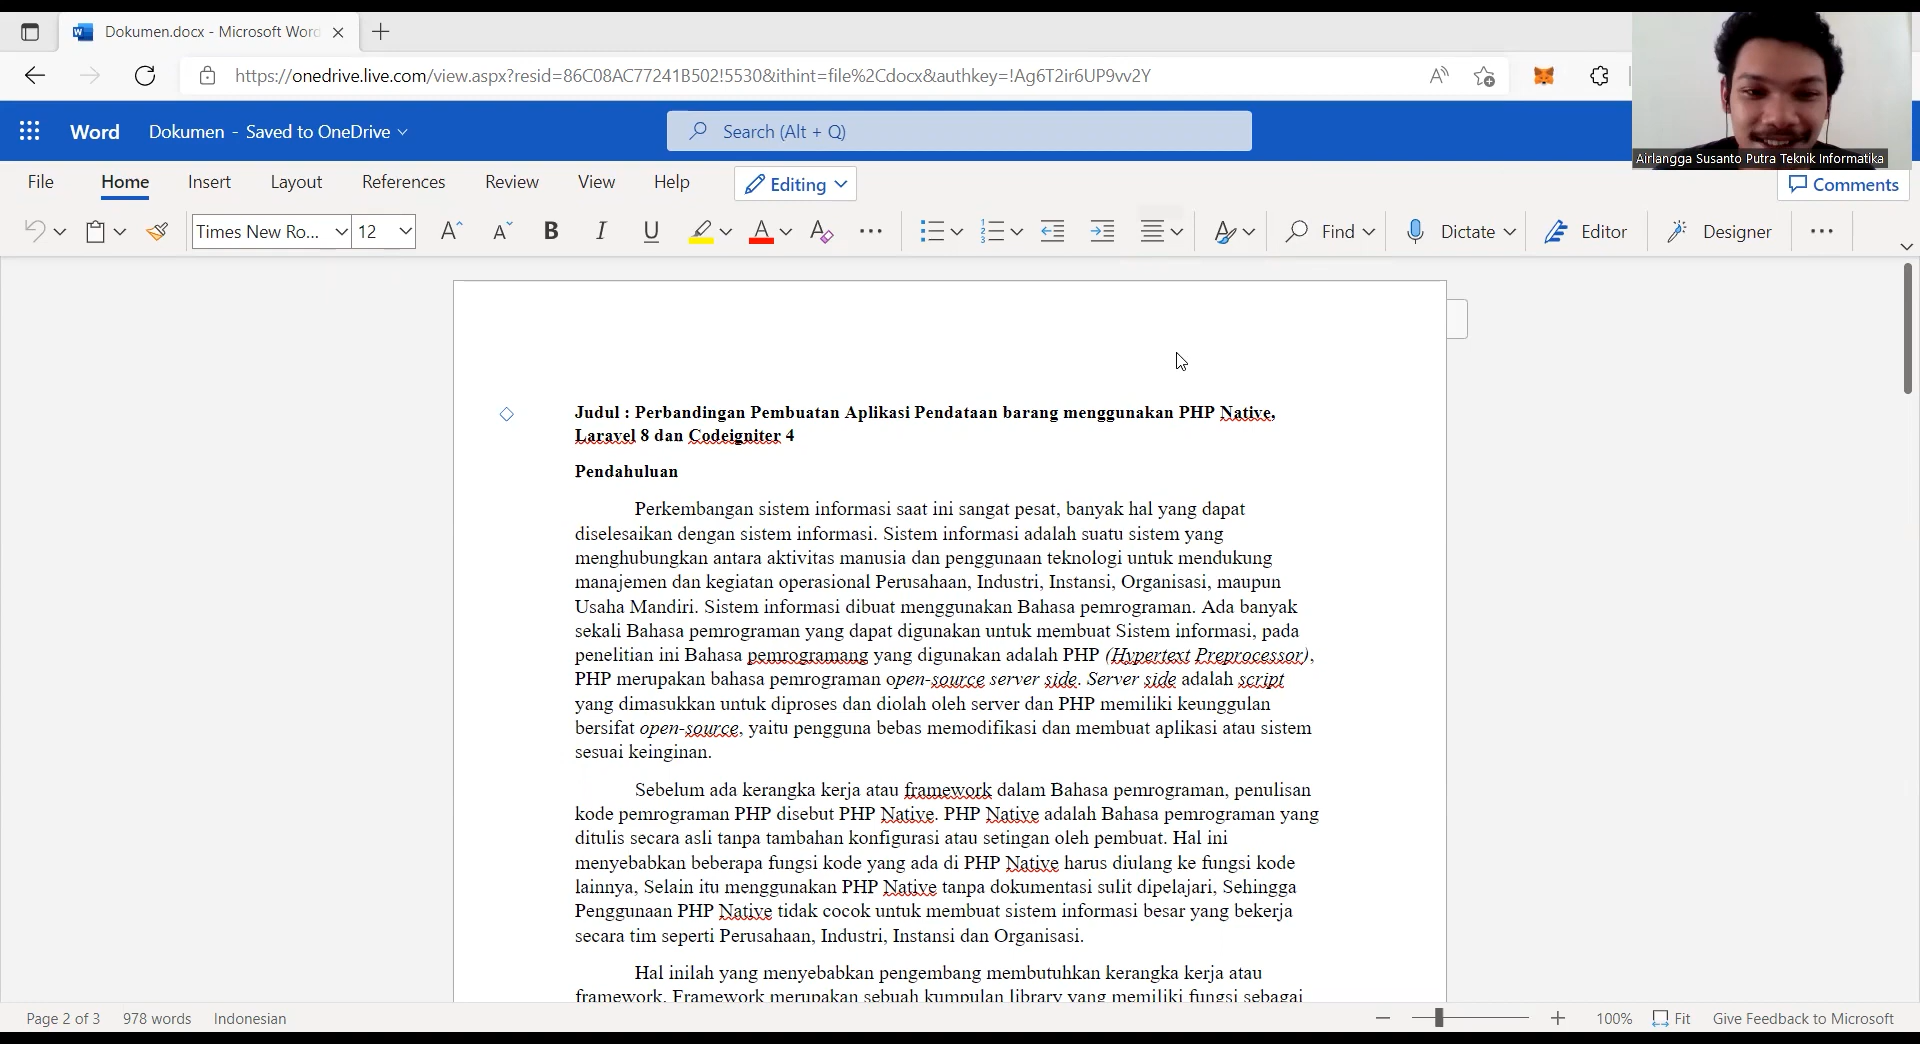 Dokumen.docx - Microsoft Word
https://onedrive.live.com/view.aspx?resid=86C08AC77241B502!5530&ithint=file%2Cdocx&authkey=!Ag6T2ir6UP9vv2Y
Airlangga Susanto Putra Teknik Informatika
Word Dokumen - Saved to OneDrive Search (Alt + Q)
File Home Insert Layout References Review View Help Editing Comments
Times New Ro... 12 A A B I U A A Find Dictate Editor Designer
Judul : Perbandingan Pembuatan Aplikasi Pendataan barang menggunakan PHP Native,
Laravel 8 dan Codeigniter 4
Pendahuluan
Perkembangan sistem informasi saat ini sangat pesat, banyak hal yang dapat
diselesaikan dengan sistem informasi. Sistem informasi adalah suatu sistem yang
menghubungkan antara aktivitas manusia dan penggunaan teknologi untuk mendukung
manajemen dan kegiatan operasional Perusahaan, Industri, Instansi, Organisasi, maupun
Usaha Mandiri. Sistem informasi dibuat menggunakan Bahasa pemrograman. Ada banyak
sekali Bahasa pemrograman yang dapat digunakan untuk membuat Sistem informasi, pada
penelitian ini Bahasa pemrogramang yang digunakan adalah PHP (Hypertext Preprocessor),
PHP merupakan bahasa pemrograman open-source server side. Server side adalah script
yang dimasukkan untuk diproses dan diolah oleh server dan PHP memiliki keunggulan
bersifat open-source, yaitu pengguna bebas memodifikasi dan membuat aplikasi atau sistem
sesuai keinginan.
Sebelum ada kerangka kerja atau framework dalam Bahasa pemrograman, penulisan
kode pemrograman PHP disebut PHP Native. PHP Native adalah Bahasa pemrograman yang
ditulis secara asli tanpa tambahan konfigurasi atau setingan oleh pembuat. Hal ini
menyebabkan beberapa fungsi kode yang ada di PHP Native harus diulang ke fungsi kode
lainnya, Selain itu menggunakan PHP Native tanpa dokumentasi sulit dipelajari, Sehingga
Penggunaan PHP Native tidak cocok untuk membuat sistem informasi besar yang bekerja
secara tim seperti Perusahaan, Industri, Instansi dan Organisasi.
Hal inilah yang menyebabkan pengembang membutuhkan kerangka kerja atau
framework. Framework merupakan sebuah kumpulan library yang memiliki fungsi sebagai
Page 2 of 3 978 words Indonesian 100% Fit Give Feedback to Microsoft